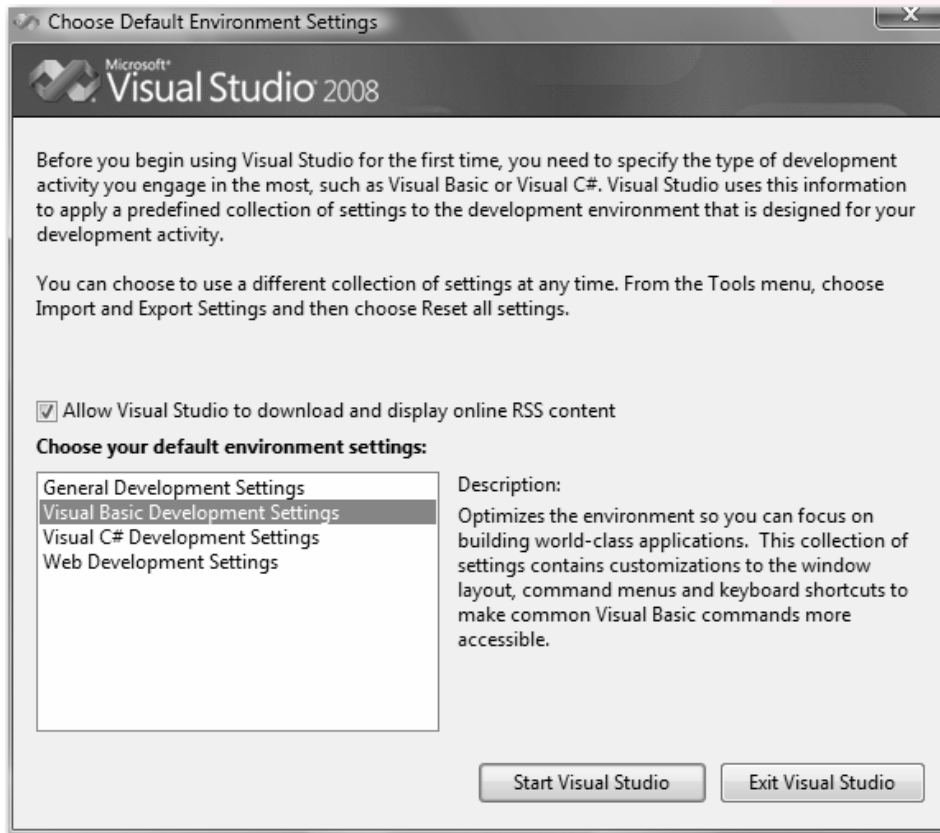 Choose Default Environment Settings
Microsoft
Visual Studio 2008
Before you begin using Visual Studio for the first time, you need to specify the type of development
activity you engage in the most, such as Visual Basic or Visual C#. Visual Studio uses this information
to apply a predefined collection of settings to the development environment that is designed for your
development activity.
You can choose to use a different collection of settings at any time. From the Tools menu, choose
Import and Export Settings and then choose Reset all settings.
Allow Visual Studio to download and display online RSS content
Choose your default environment settings:
General Development Settings
Visual Basic Development Settings
Visual C# Development Settings
Web Development Settings
Description:
Optimizes the environment so you can focus on
building world-class applications.  This collection of
settings contains customizations to the window
layout, command menus and keyboard shortcuts to
make common Visual Basic commands more
accessible.
Start Visual Studio
Exit Visual Studio